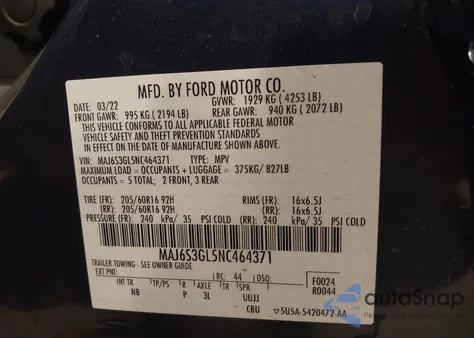 MFD. BY FORD MOTOR CO.
03/22 GVWR: 1929 KG ( 4253 LB)
FRONT GAWR: 995 KG ( 2194 LB) REAR GAWR: 940 KG ( 2072 LB)
THIS VEHICLE CONFORMS TO ALL APPLICABLE FEDERAL MOTOR
VEHICLE SAFETY AND THEFT PREVENTION STANDARDS
IN EFFECT ON THE DATE OF MANUFACTURE SHOWN ABOVE.
VIN: MAJ6S3GL5NC464371 TYPE: MPV
MAXIMUM LOAD = OCCUPANTS + LUGGAGE = 375KG/ 827LB
OCCUPANTS = 5 TOTAL; 2 FRONT, 3 REAR
TIRE (FR): 205/60R16 92H RIMS (FR): 16x6.5J
(RR): 205/60R16 92H (RR): 16x6.5J
PRESSURE (FR): 240 kPa/ 35 PSI COLD (RR): 240 kPa/ 35 PSI COLD
MAJ6S3GL5NC464371
TRAILER TOWING - SEE OWNER GUIDE
EXT PNT: RC: 44 DSO: F0024
R0044
INT TR TP/PS R AXLE TR SPR
NB P 3L UUJJ
CBU 5U5A-5420472-AA
autoSnap